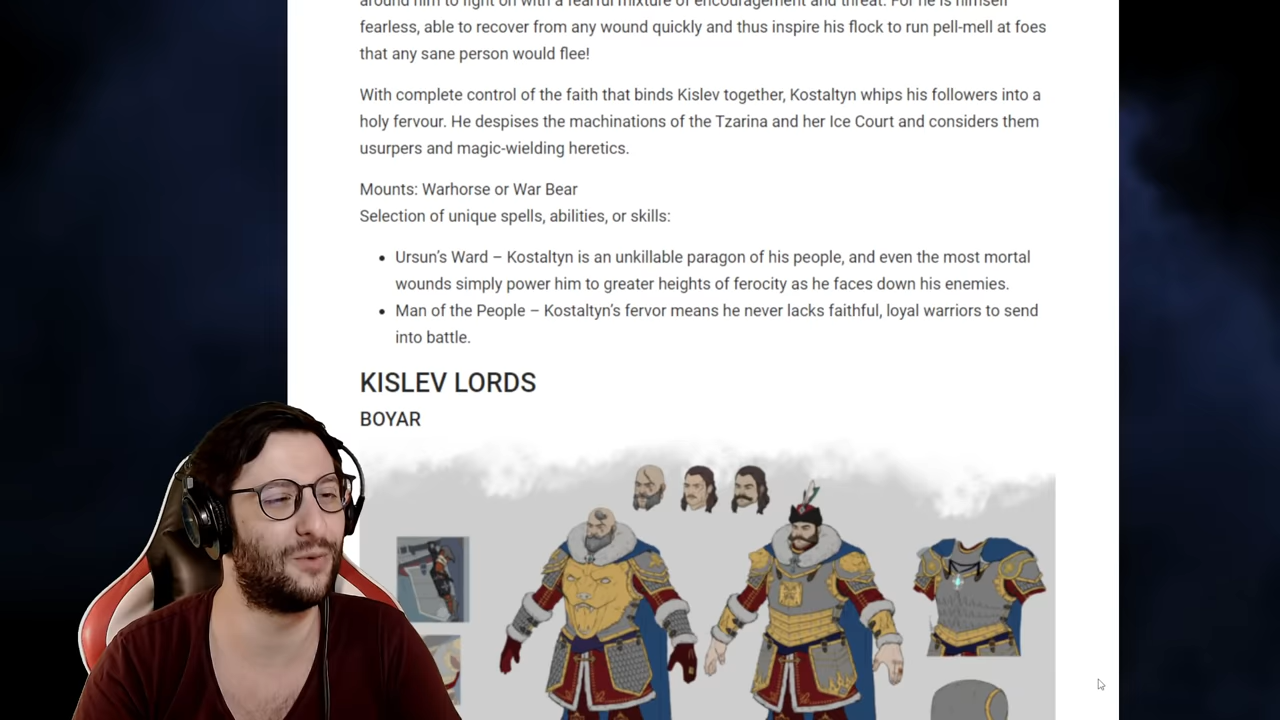 around him to fight on with a fearful mixture of encouragement and threat. For he is himself
fearless, able to recover from any wound quickly and thus inspire his flock to run pell-mell at foes
that any sane person would flee!
With complete control of the faith that binds Kislev together, Kostaltyn whips his followers into a
holy fervour. He despises the machinations of the Tzarina and her Ice Court and considers them
usurpers and magic-wielding heretics.
Mounts: Warhorse or War Bear
Selection of unique spells, abilities, or skills:
• Ursun’s Ward – Kostaltyn is an unkillable paragon of his people, and even the most mortal
wounds simply power him to greater heights of ferocity as he faces down his enemies.
• Man of the People – Kostaltyn’s fervor means he never lacks faithful, loyal warriors to send
into battle.
KISLEV LORDS
BOYAR